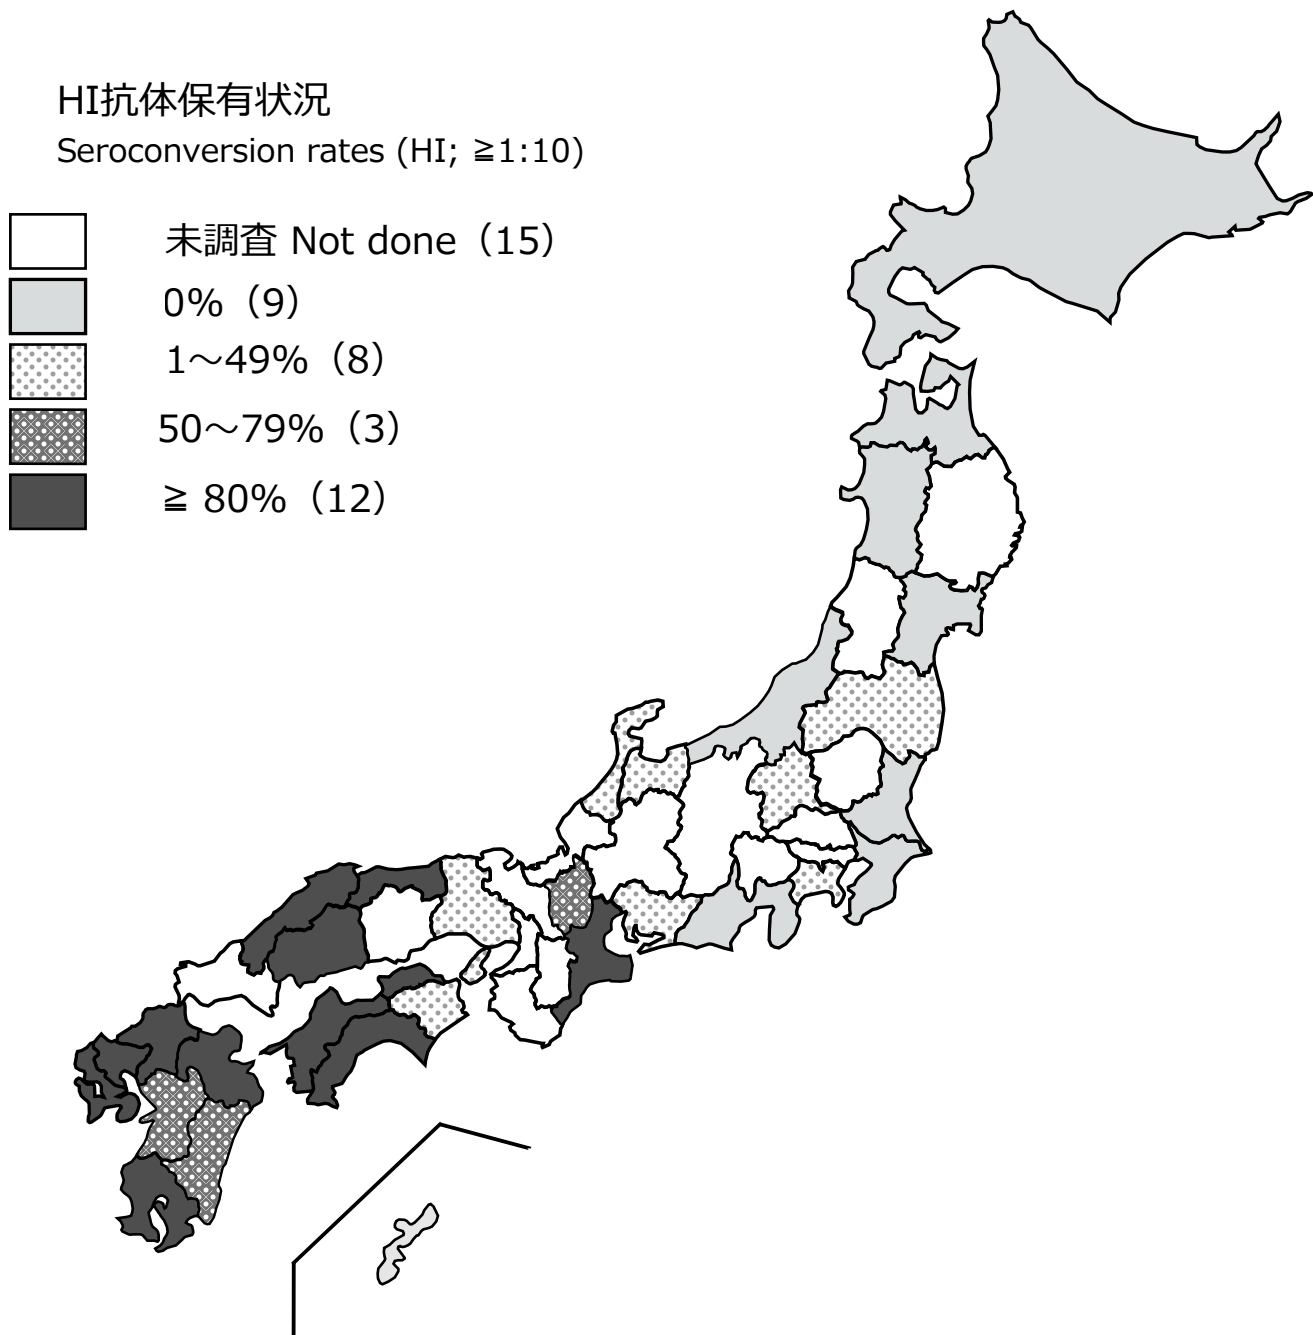 HI抗体保有状況
Seroconversion rates (HI; ≧1:10)
未調査 Not done（15）
0%（9）
1～49%（8）
50～79%（3）
≧ 80%（12）